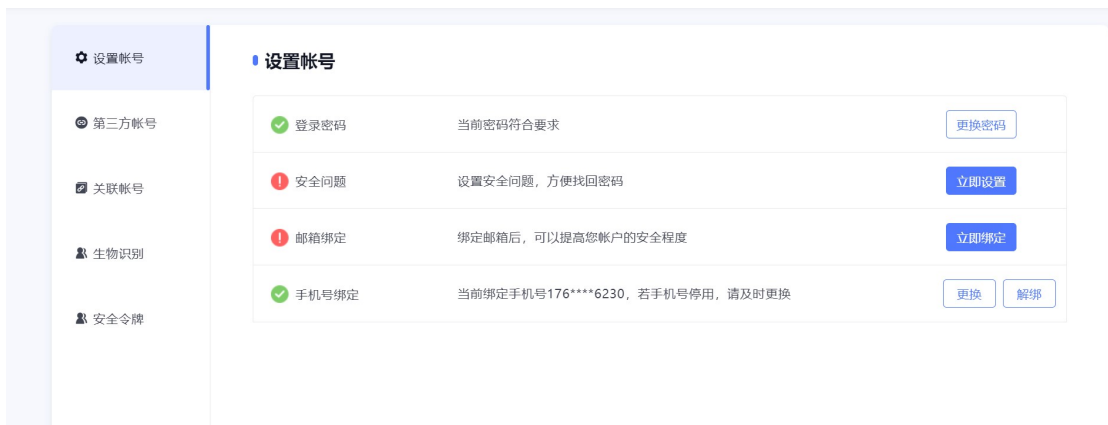 设置帐号
第三方帐号
关联帐号
生物识别
安全令牌
设置帐号
登录密码 当前密码符合要求 更换密码
安全问题 设置安全问题，方便找回密码 立即设置
邮箱绑定 绑定邮箱后，可以提高您帐户的安全程度 立即绑定
手机号绑定 当前绑定手机号176****6230，若手机号停用，请及时更换 更换 解绑